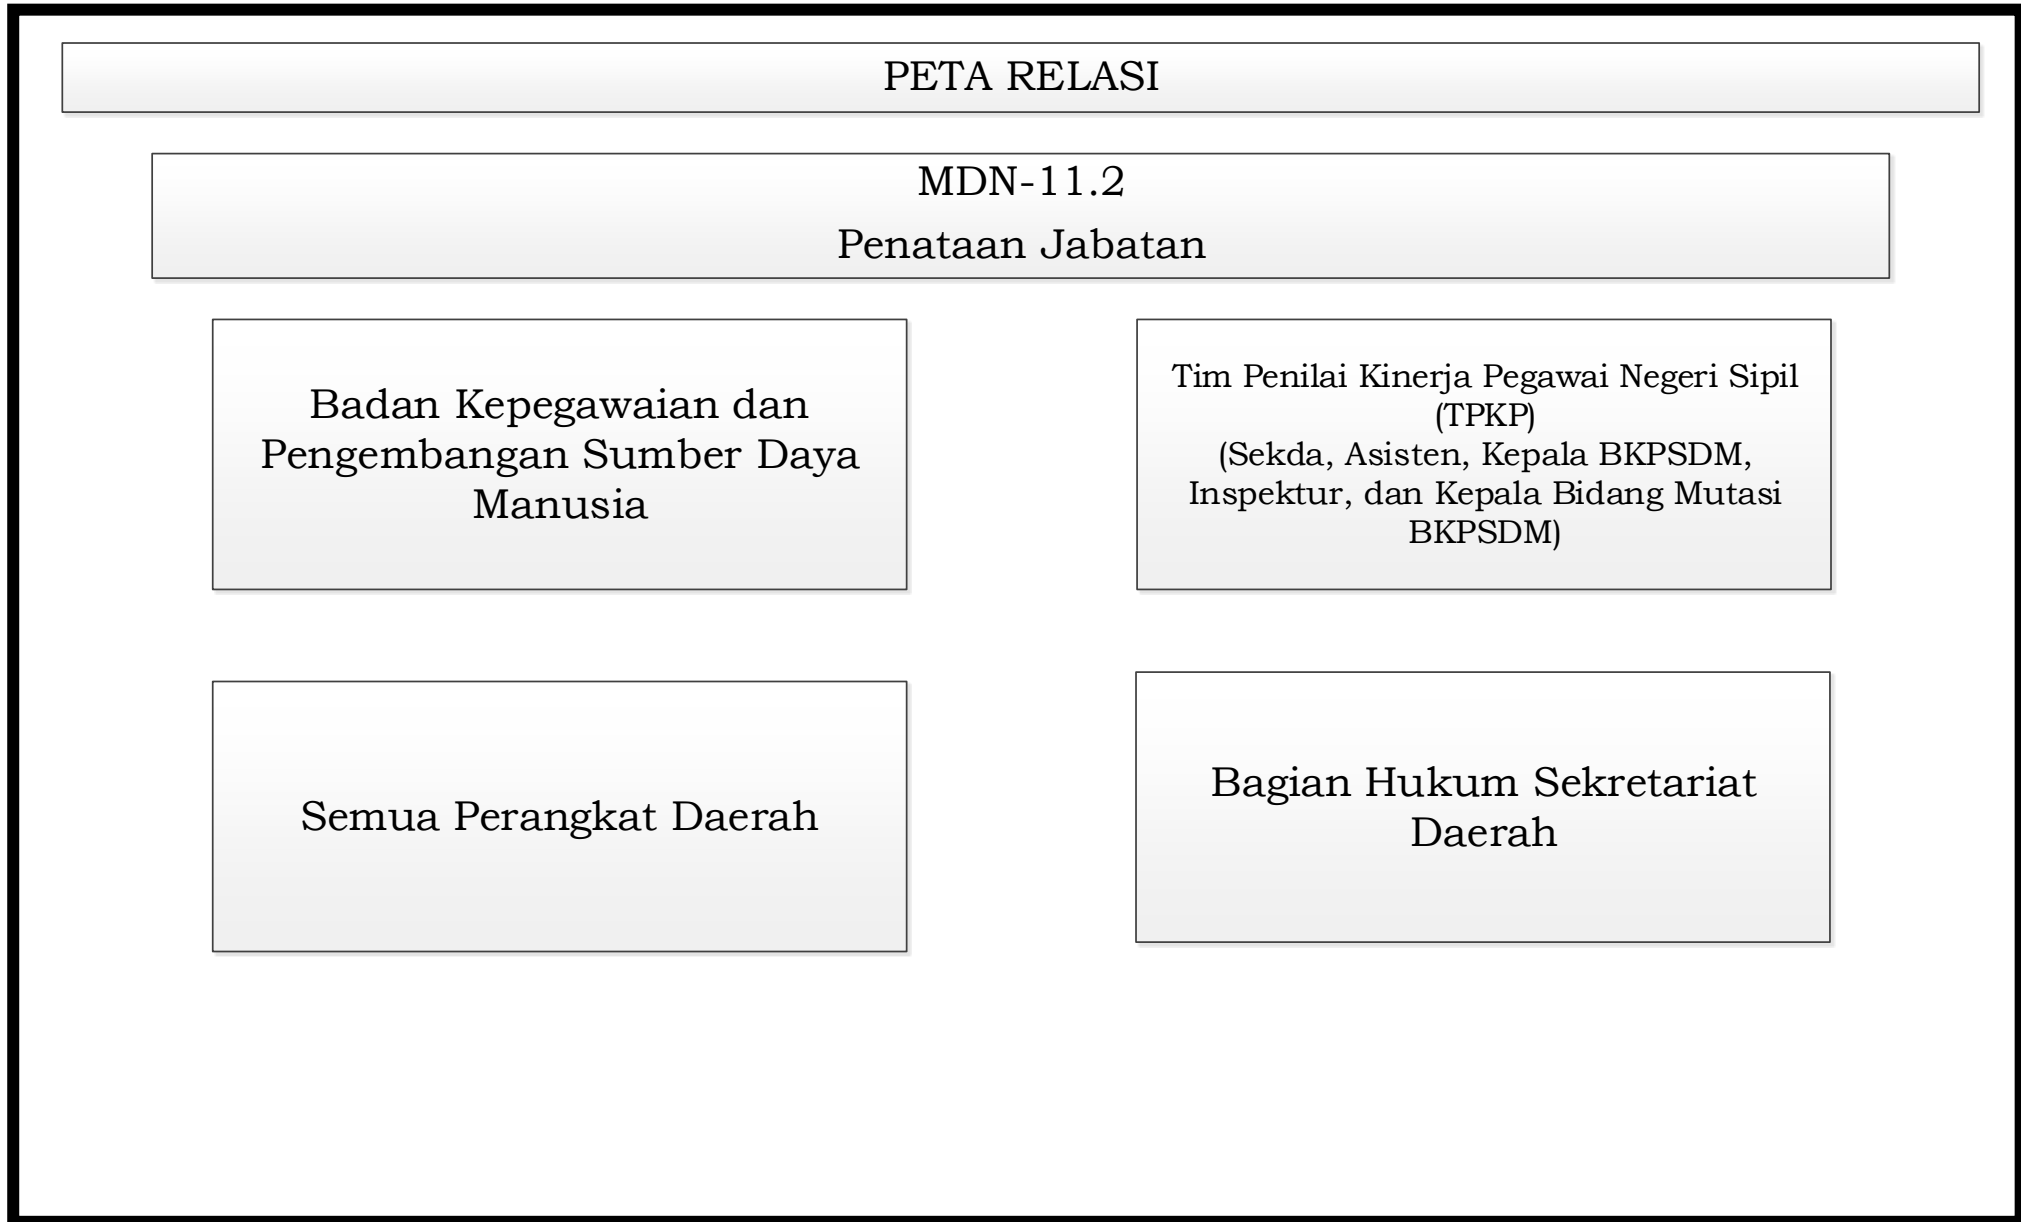 PETA RELASI
MDN-11.2
Penataan Jabatan
Badan Kepegawaian dan
Pengembangan Sumber Daya
Manusia
Tim Penilai Kinerja Pegawai Negeri Sipil
(TPKP)
(Sekda, Asisten, Kepala BKPSDM,
Inspektur, dan Kepala Bidang Mutasi
BKPSDM)
Semua Perangkat Daerah
Bagian Hukum Sekretariat
Daerah